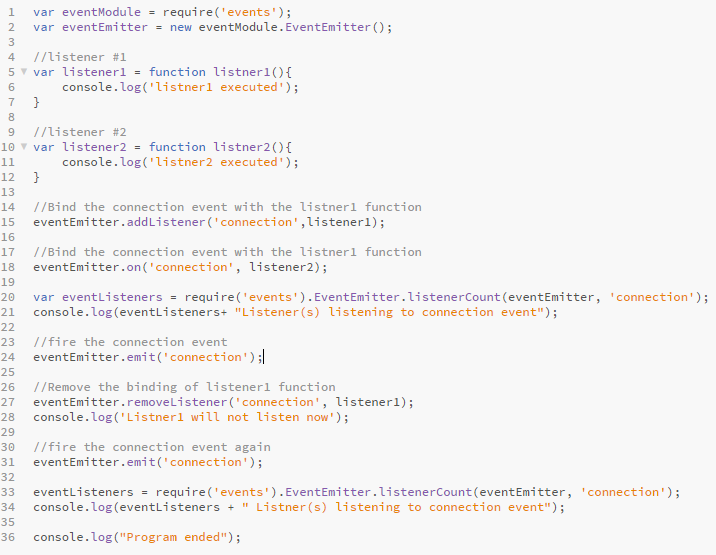 1 var eventModule = require('events');
2 var eventEmitter = new eventModule.EventEmitter();
3
4 //listener #1
5 var listener1 = function listner1(){
6 console.log('listner1 executed');
7 }
8
9 //listener #2
10 var listener2 = function listner2(){
11 console.log('listner2 executed');
12 }
13
14 //Bind the connection event with the listner1 function
15 eventEmitter.addListener('connection',listener1);
16
17 //Bind the connection event with the listner1 function
18 eventEmitter.on('connection', listener2);
19
20 var eventListeners = require('events').EventEmitter.listenerCount(eventEmitter, 'connection');
21 console.log(eventListeners+ "Listener(s) listening to connection event");
22
23 //fire the connection event
24 eventEmitter.emit('connection');
25
26 //Remove the binding of listener1 function
27 eventEmitter.removeListener('connection', listener1);
28 console.log('Listner1 will not listen now');
29
30 //fire the connection event again
31 eventEmitter.emit('connection');
32
33 eventListeners = require('events').EventEmitter.listenerCount(eventEmitter, 'connection');
34 console.log(eventListeners + " Listner(s) listening to connection event");
35
36 console.log("Program ended");